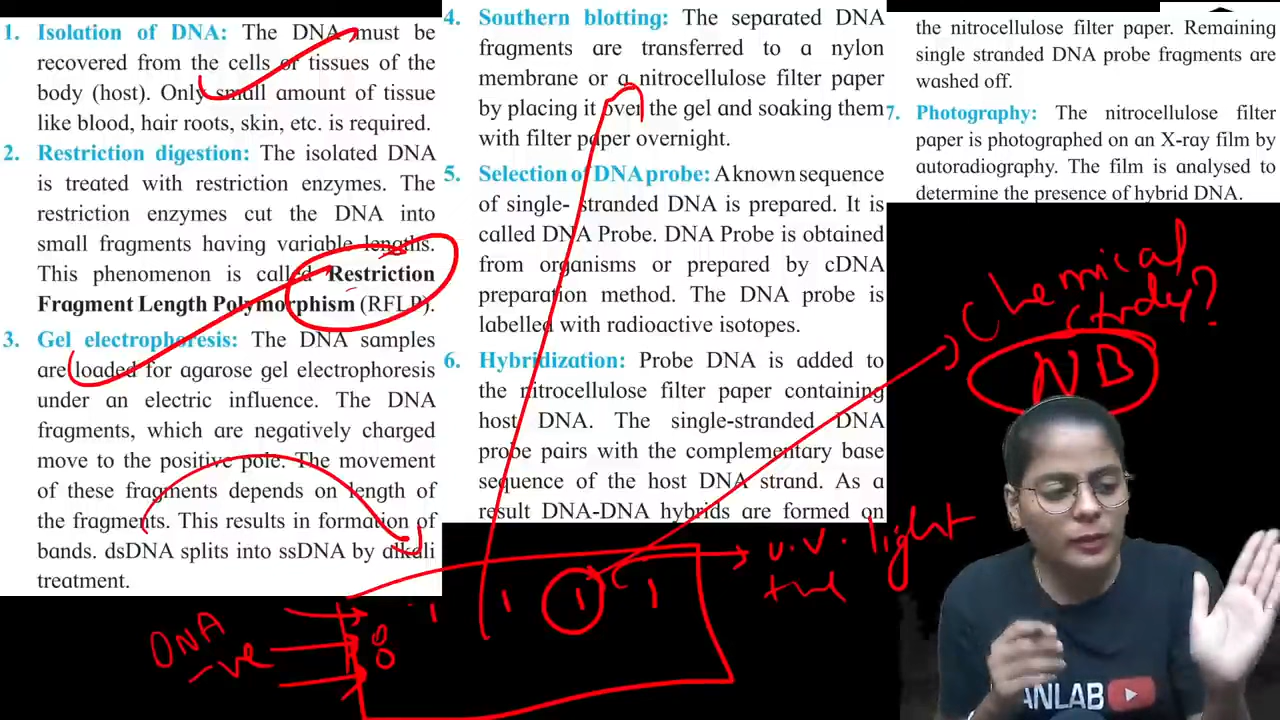 1. Isolation of DNA: The DNA must be
recovered from the cells or tissues of the
body (host). Only small amount of tissue
like blood, hair roots, skin, etc. is required.
2. Restriction digestion: The isolated DNA
is treated with restriction enzymes. The
restriction enzymes cut the DNA into
small fragments having variable lengths.
This phenomenon is called Restriction
Fragment Length Polymorphism (RFLP).
3. Gel electrophoresis: The DNA samples
are loaded for agarose gel electrophoresis
under an electric influence. The DNA
fragments, which are negatively charged
move to the positive pole. The movement
of these fragments depends on length of
the fragments. This results in formation of
bands. dsDNA splits into ssDNA by alkali
treatment.
4. Southern blotting: The separated DNA
fragments are transferred to a nylon
membrane or a nitrocellulose filter paper
by placing it over the gel and soaking them
with filter paper overnight.
5. Selection of DNA probe: A known sequence
of single- stranded DNA is prepared. It is
called DNA Probe. DNA Probe is obtained
from organisms or prepared by cDNA
preparation method. The DNA probe is
labelled with radioactive isotopes.
6. Hybridization: Probe DNA is added to
the nitrocellulose filter paper containing
host DNA. The single-stranded DNA
probe pairs with the complementary base
sequence of the host DNA strand. As a
result DNA-DNA hybrids are formed on
the nitrocellulose filter paper. Remaining
single stranded DNA probe fragments are
washed off.
7. Photography: The nitrocellulose filter
paper is photographed on an X-ray film by
autoradiography. The film is analysed to
determine the presence of hybrid DNA.
Chemical
study?
NB
U.V. light
DNA
-ve
ANLAB